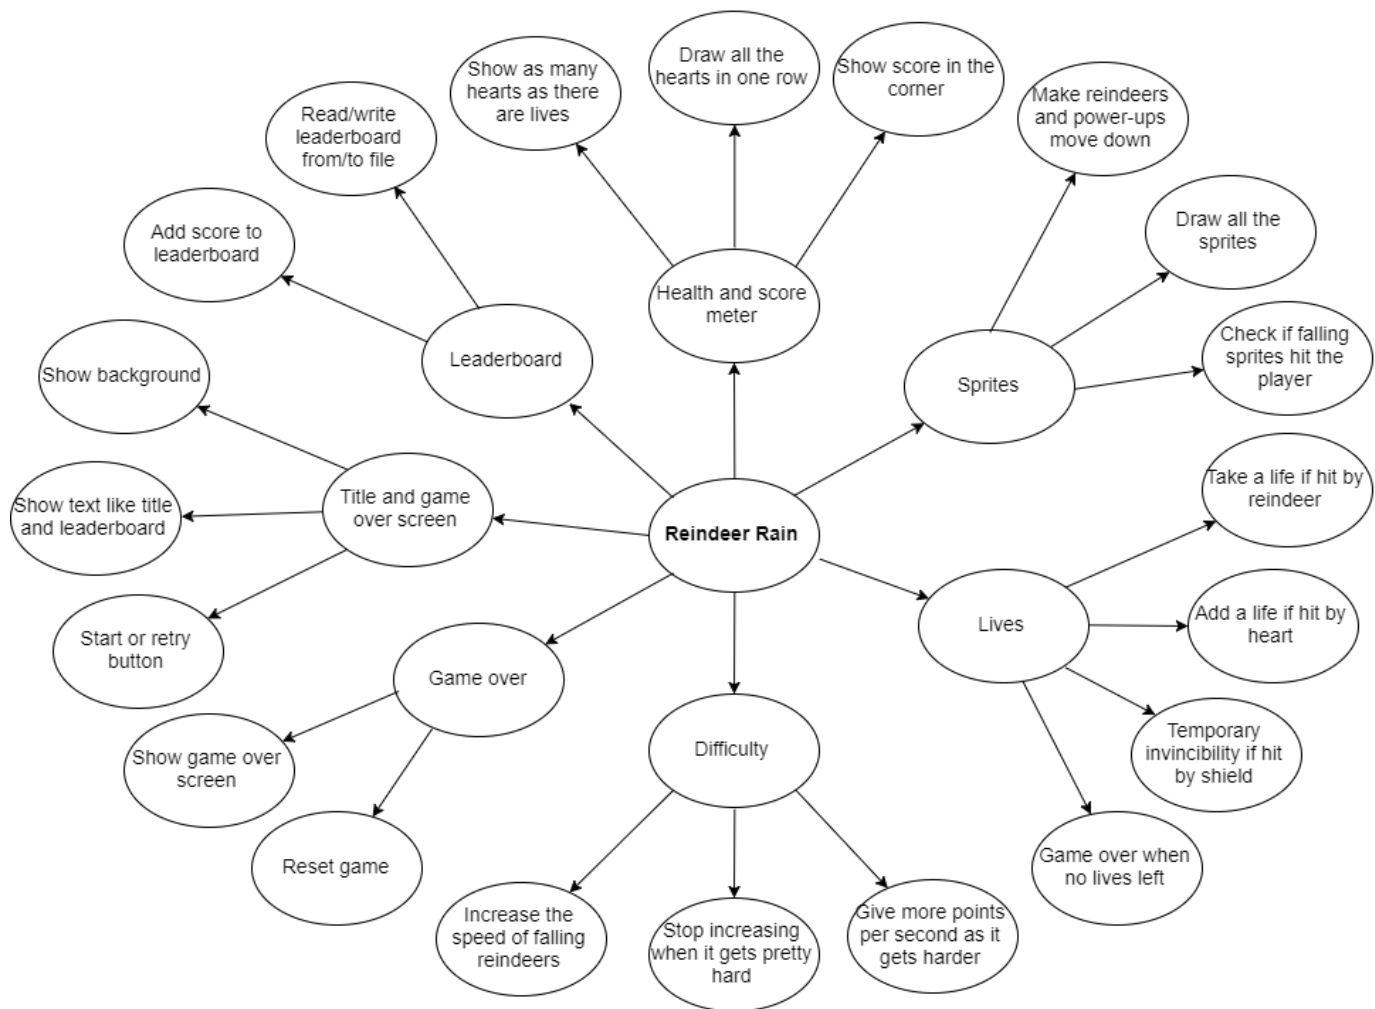 Draw all the
hearts in one row
Show as many
hearts as there
are lives
Show score in the
corner
Make reindeers
and power-ups
move down
Read/write
leaderboard
from/to file
Add score to
leaderboard
Draw all the
sprites
Health and score
meter
Leaderboard
Sprites
Check if falling
sprites hit the
player
Show background
Title and game
over screen
Show text like title
and leaderboard
Reindeer Rain
Take a life if hit by
reindeer
Start or retry
button
Lives
Add a life if hit by
heart
Game over
Difficulty
Temporary
invincibility if hit
by shield
Show game over
screen
Reset game
Game over when
no lives left
Increase the
speed of falling
reindeers
Stop increasing
when it gets pretty
hard
Give more points
per second as it
gets harder